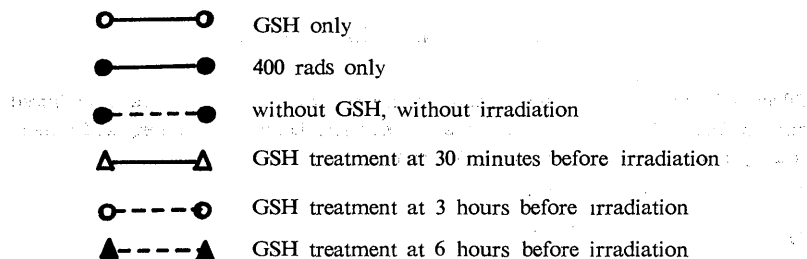 GSH only
400 rads only
without GSH, without irradiation
GSH treatment at 30 minutes before irradiation
GSH treatment at 3 hours before irradiation
GSH treatment at 6 hours before irradiation